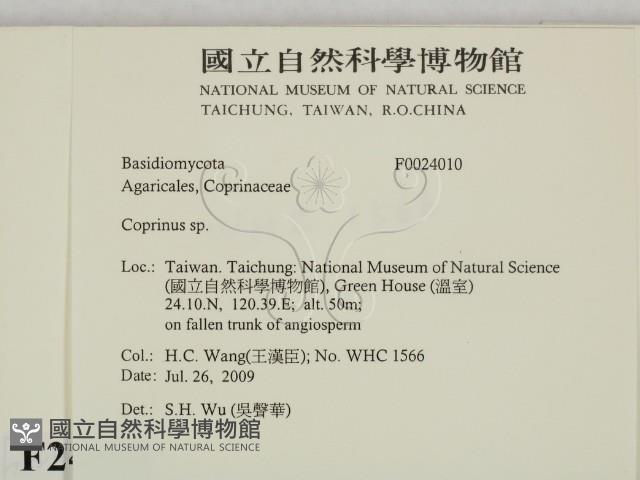 國立自然科學博物館
NATIONAL MUSEUM OF NATURAL SCIENCE
TAICHUNG, TAIWAN, R.O.CHINA
Basidiomycota F0024010
Agaricales, Coprinaceae
Coprinus sp.
Loc.: Taiwan. Taichung: National Museum of Natural Science
(國立自然科學博物館), Green House (溫室)
24.10.N, 120.39.E; alt. 50m;
on fallen trunk of angiosperm
Col.: H.C. Wang(王漢臣); No. WHC 1566
Date: Jul. 26, 2009
Det.: S.H. Wu (吳聲華)
國立自然科學博物館
NATIONAL MUSEUM OF NATURAL SCIENCE